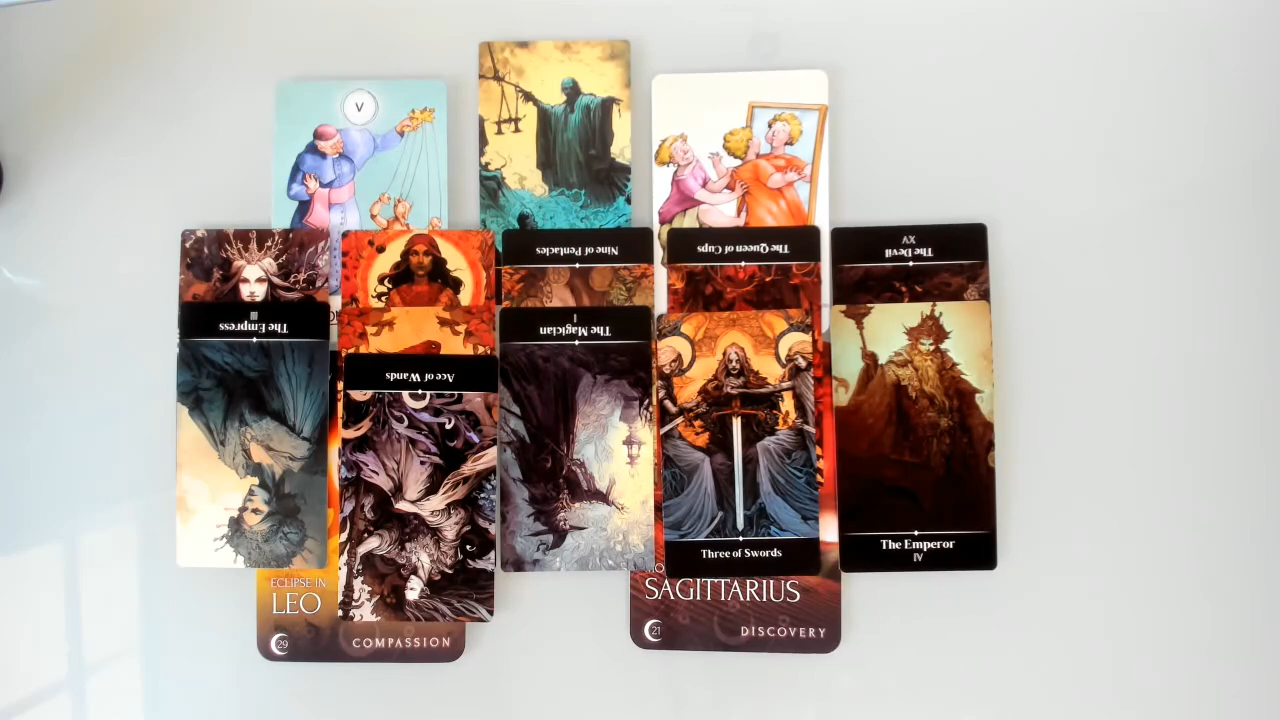 V
Nine of Pentacles
The Queen of Cups
The Devil
XV
The Empress
III
The Magician
I
Ace of Wands
Three of Swords
The Emperor
IV
ECLIPSE IN
LEO
29
COMPASSION
SAGITTARIUS
21
DISCOVERY